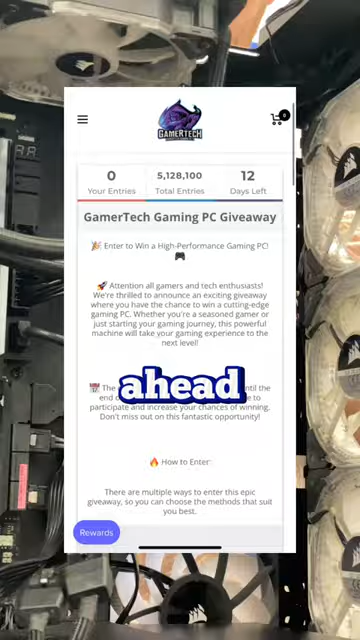 GAMERTECH
0
0 5,128,100 12
Your Entries Total Entries Days Left
GamerTech Gaming PC Giveaway
🎉 Enter to Win a High-Performance Gaming PC!
🎮
🚀 Attention all gamers and tech enthusiasts!
We're thrilled to announce an exciting giveaway
where you have the chance to win a cutting-edge
gaming PC. Whether you're a seasoned gamer or
just starting your gaming journey, this powerful
machine will take your gaming experience to the
next level!
📅 The until the
ahead
end to
participate and increase your chances of winning.
Don't miss out on this fantastic opportunity!
🔥 How to Enter:
There are multiple ways to enter this epic
giveaway, so you can choose the methods that suit
you best.
Rewards